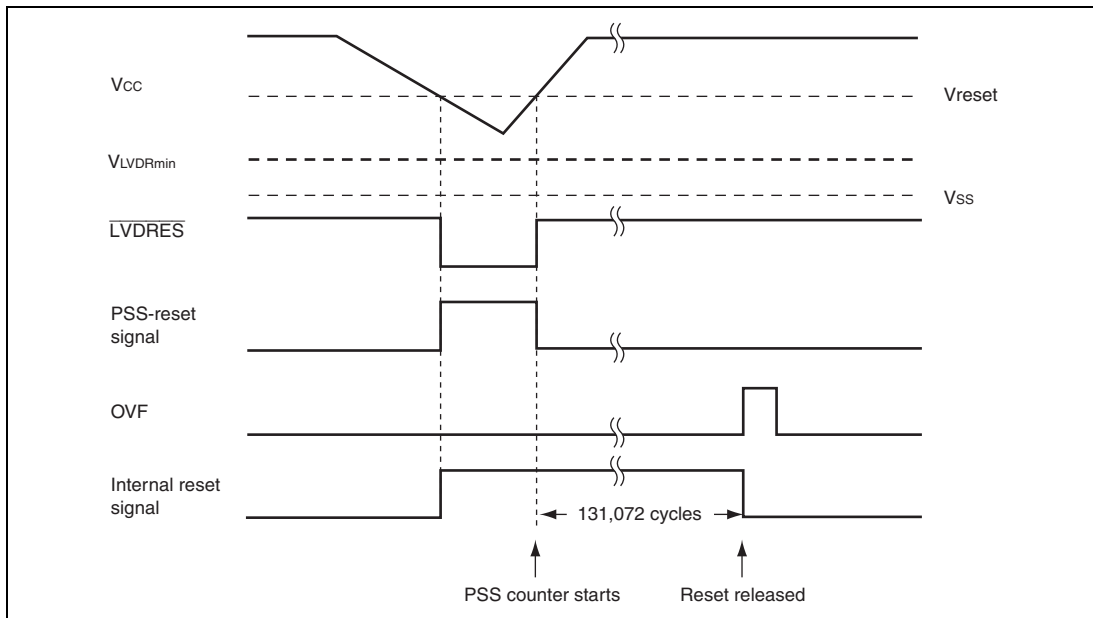 Vcc
Vreset
VLVDRmin
Vss
LVDRES
PSS-reset
signal
OVF
Internal reset
signal
131,072 cycles
PSS counter starts
Reset released